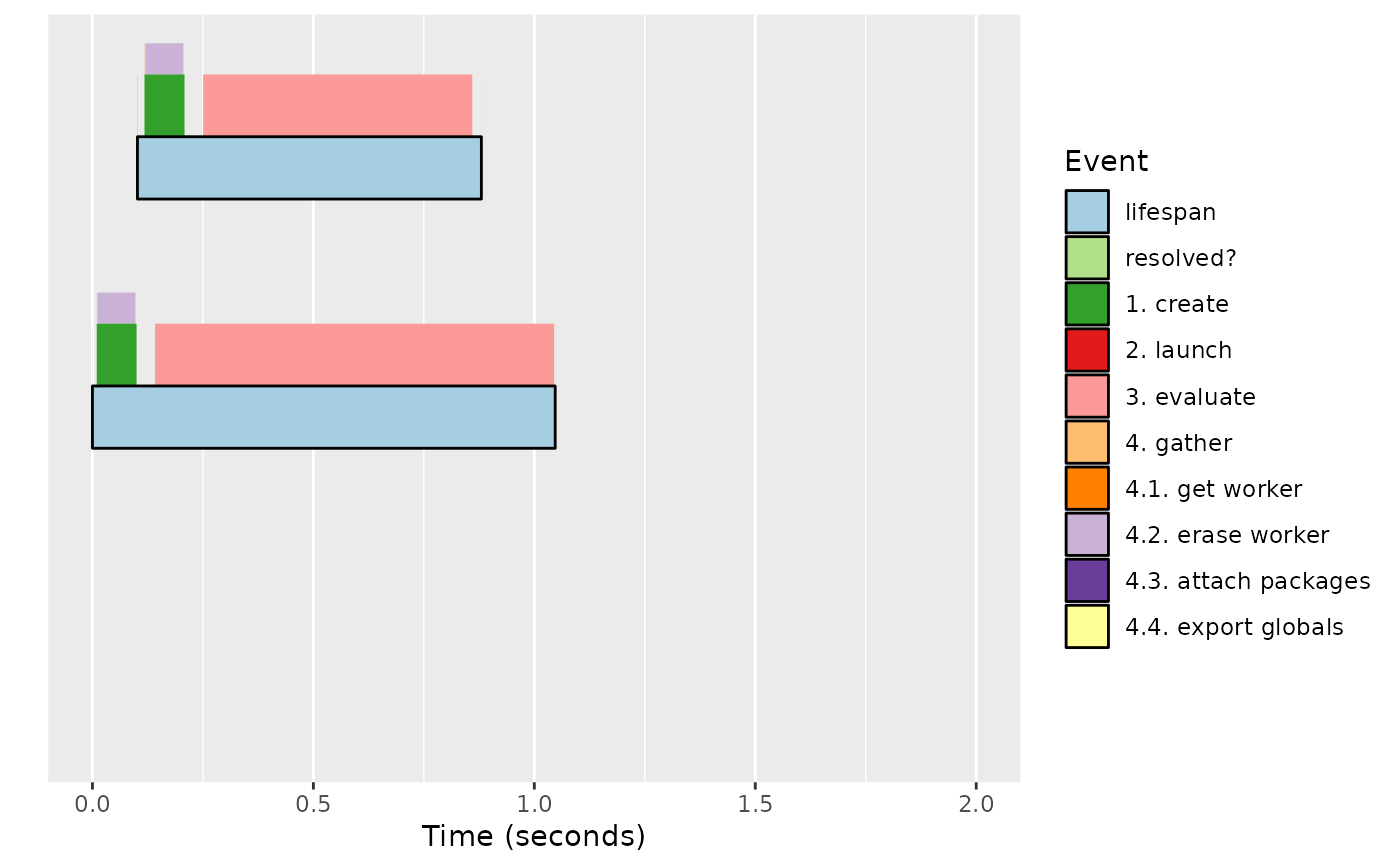 Event
lifespan
resolved?
1. create
2. launch
3. evaluate
4. gather
4.1. get worker
4.2. erase worker
4.3. attach packages
4.4. export globals
0.0 0.5 1.0 1.5 2.0
Time (seconds)